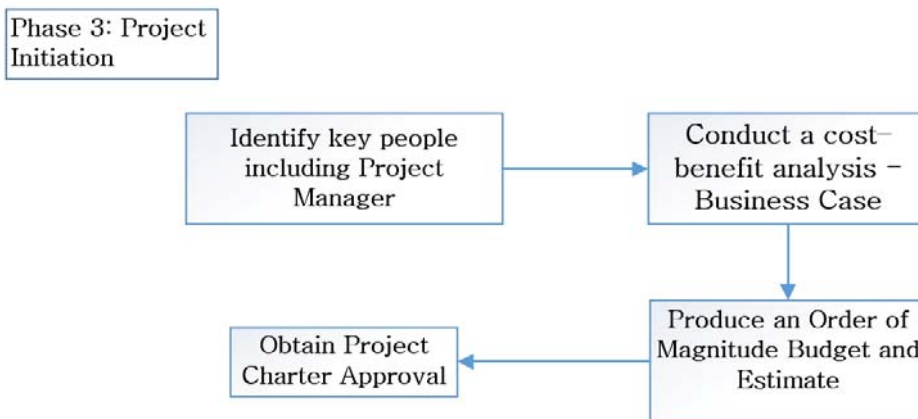 Phase 3: Project
Initiation
Identify key people
including Project
Manager
Conduct a cost-
benefit analysis –
Business Case
Produce an Order of
Magnitude Budget and
Estimate
Obtain Project
Charter Approval